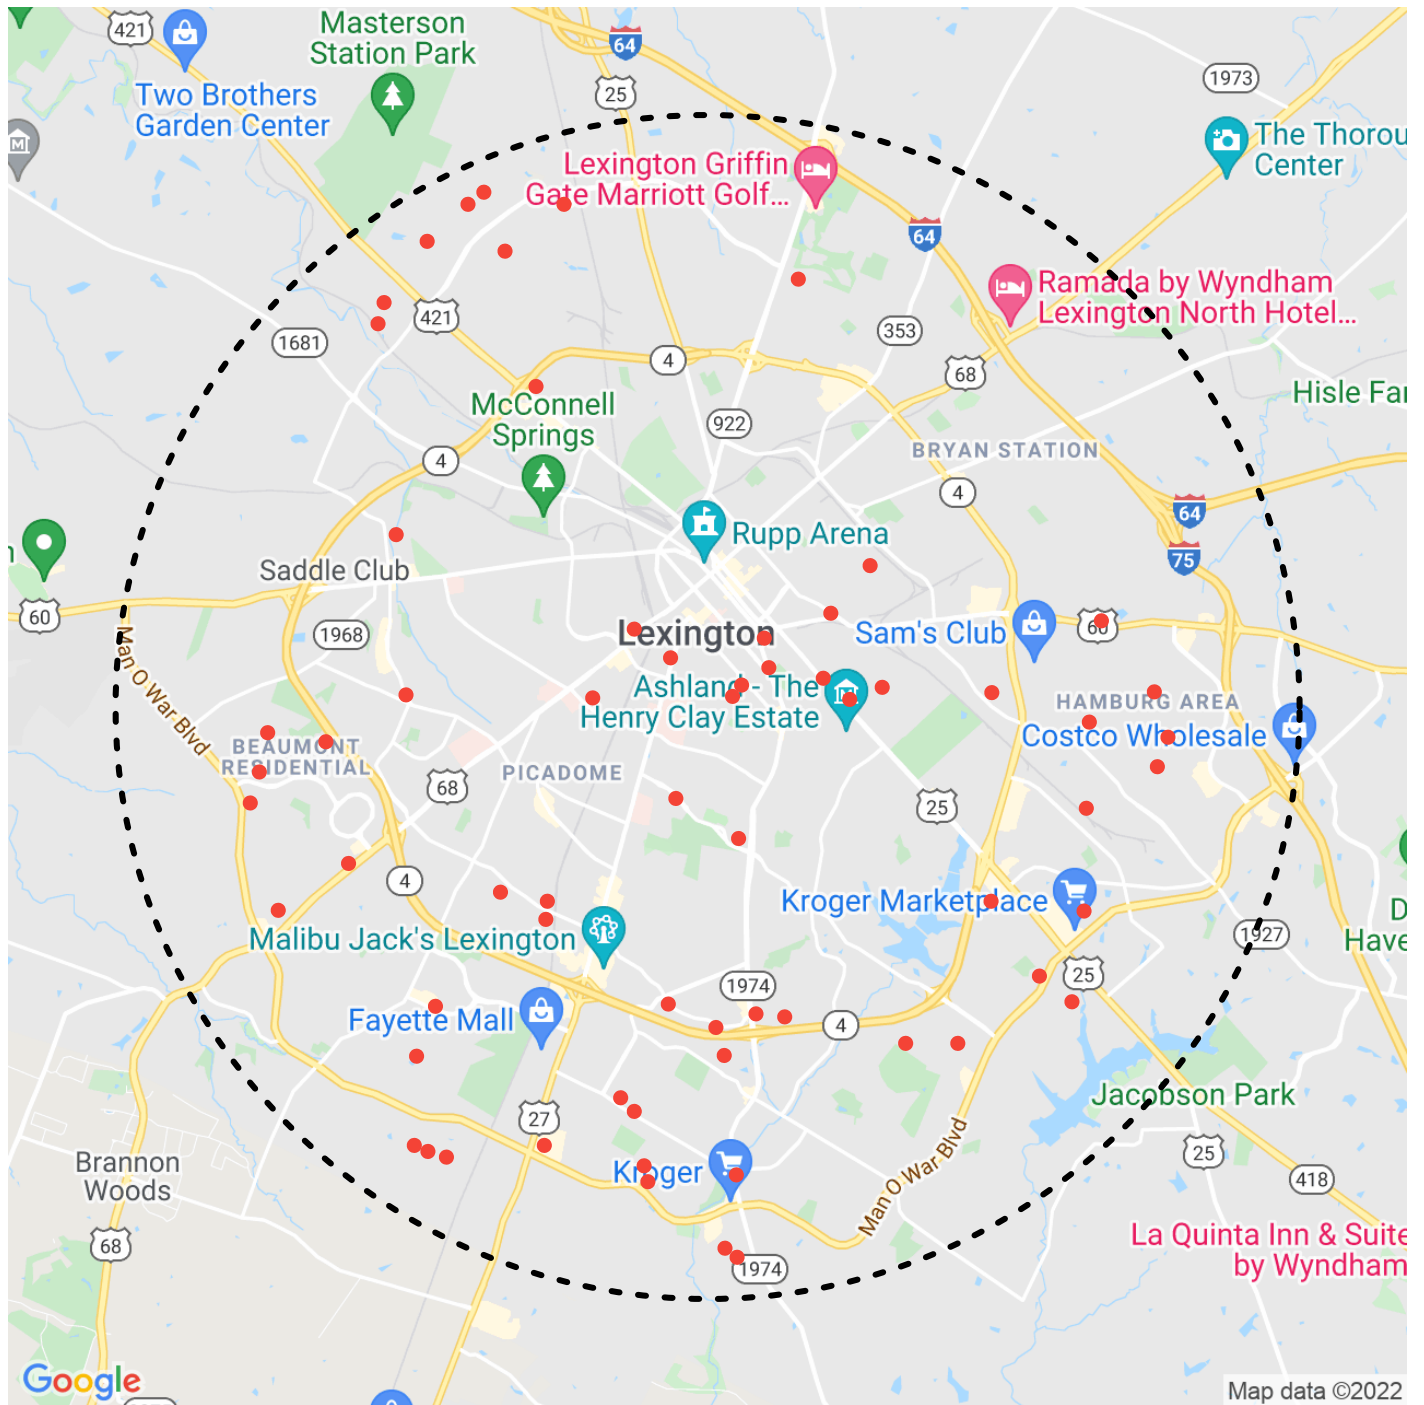 421
Masterson
Station Park
64
1973
Two Brothers
Garden Center
25
The Thorou
Center
Lexington Griffin
Gate Marriott Golf...
64
Ramada by Wyndham
Lexington North Hotel...
421
1681
353
4
68
Hisle Far
McConnell
Springs
922
BRYAN STATION
4
4
64
Rupp Arena
75
Saddle Club
60
1968
Lexington
Sam's Club
60
Man O War Blvd
Ashland - The
Henry Clay Estate
HAMBURG AREA
Costco Wholesale
BEAUMONT
RESIDENTIAL
PICADOME
68
25
4
Kroger Marketplace
Malibu Jack's Lexington
D
Have
1927
25
1974
Fayette Mall
4
Jacobson Park
27
Brannon
Woods
Kroger
Man O War Blvd
25
418
68
La Quinta Inn & Suite
by Wyndham
1974
Google
Map data ©2022